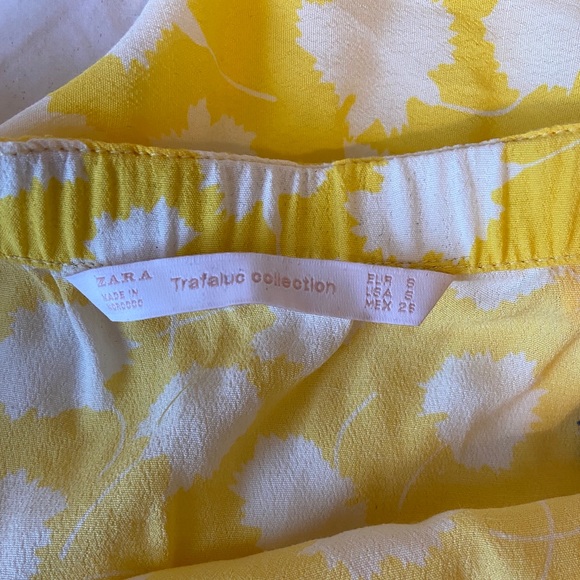 ZARA
MADE IN
MOROCCO
Trafaluc collection
EUR S
USA S
MEX 26